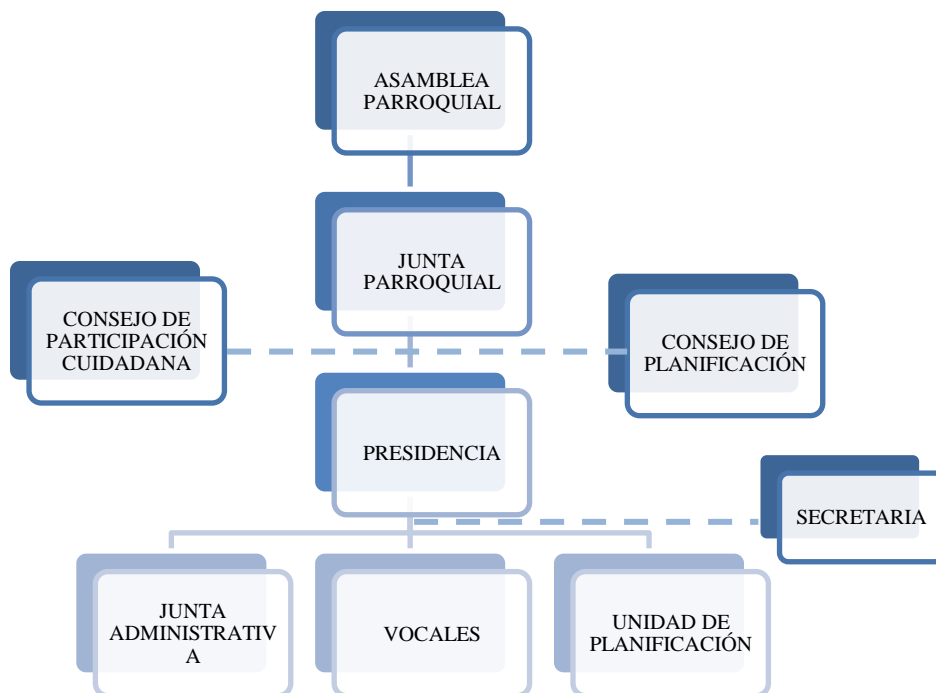 ASAMBLEA
PARROQUIAL
JUNTA
PARROQUIAL
CONSEJO DE
PARTICIPACIÓN
CUIDADANA
CONSEJO DE
PLANIFICACIÓN
PRESIDENCIA
SECRETARIA
JUNTA
ADMINISTRATIV
A
VOCALES
UNIDAD DE
PLANIFICACIÓN